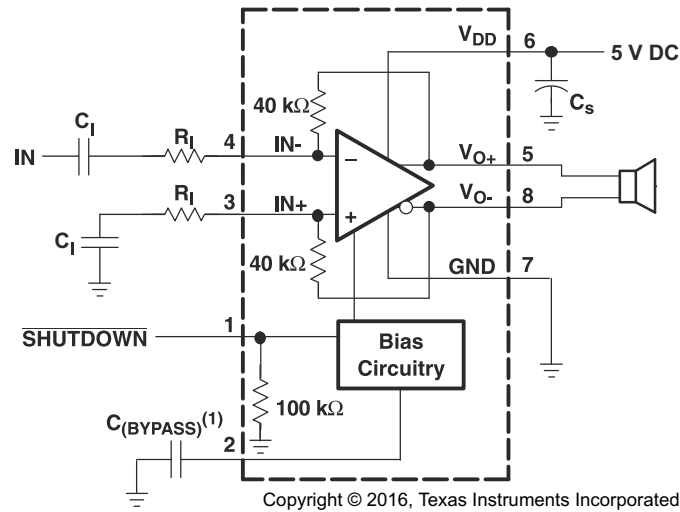 V_DD 6
5 V DC
40 kΩ
C_s
C_I
R_I
4
IN-
IN
V_O+
5
R_I
3
IN+
V_O-
8
C_I
40 kΩ
GND
7
SHUTDOWN
1
Bias
Circuitry
100 kΩ
C_(BYPASS)^(1)
2
Copyright © 2016, Texas Instruments Incorporated